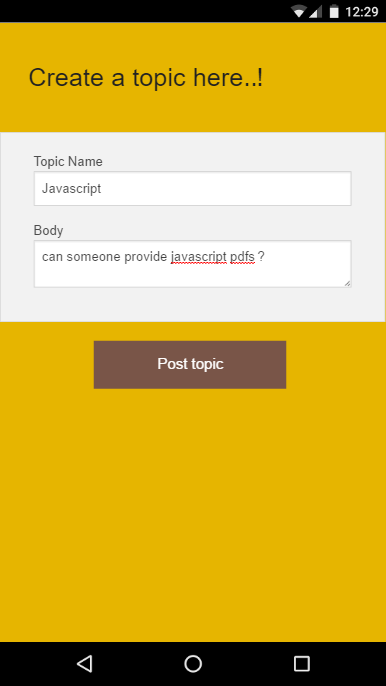 12:29
Create a topic here..!
Topic Name
Javascript
Body
can someone provide javascript pdfs ?
Post topic